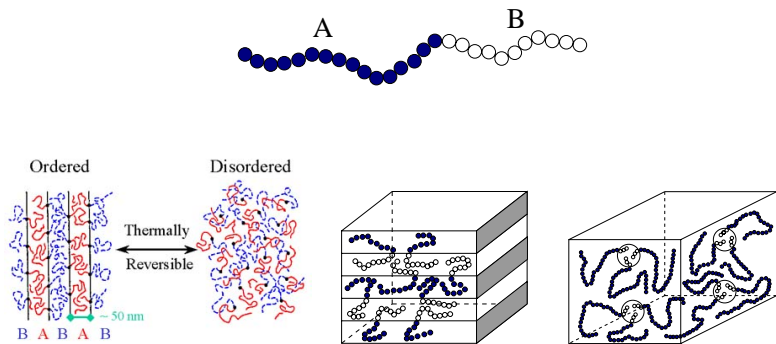 A
B
Ordered
Disordered
Thermally
Reversible
~ 50 nm
B A B A B